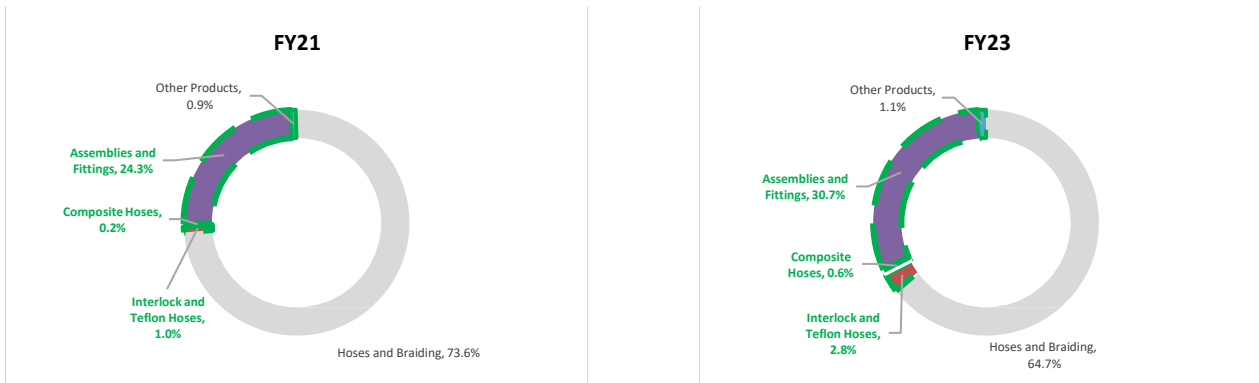 FY21
Other Products,
0.9%
Assemblies and
Fittings, 24.3%
Composite Hoses,
0.2%
Interlock and
Teflon Hoses,
1.0%
Hoses and Braiding, 73.6%
FY23
Other Products,
1.1%
Assemblies and
Fittings, 30.7%
Composite
Hoses, 0.6%
Interlock and
Teflon Hoses,
2.8%
Hoses and Braiding,
64.7%